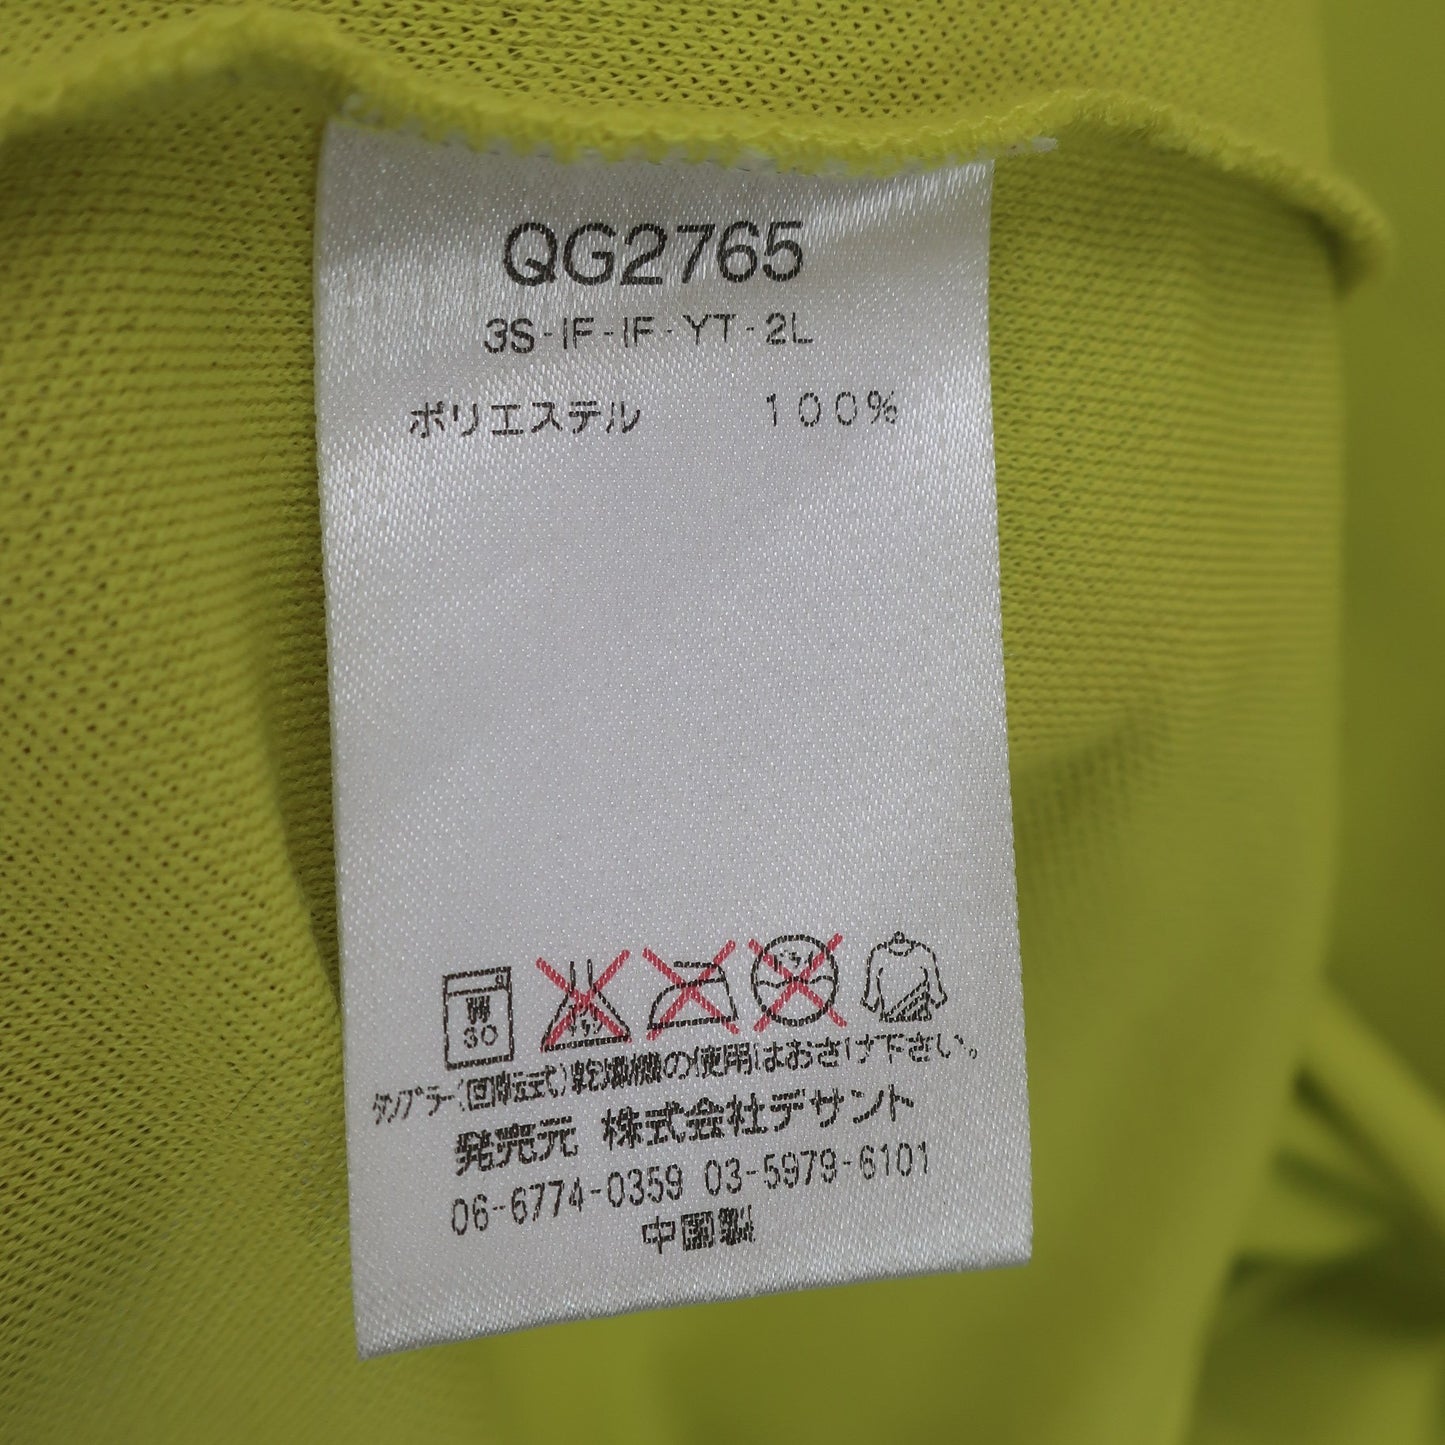 QG2765
3S-IF-IF-YT-2L
ポリエステル 100%
W 30
タンブラー(回転式)乾燥機の使用はおさけ下さい。
発売元 株式会社デサント
06-6774-0359 03-5979-6101
中国製